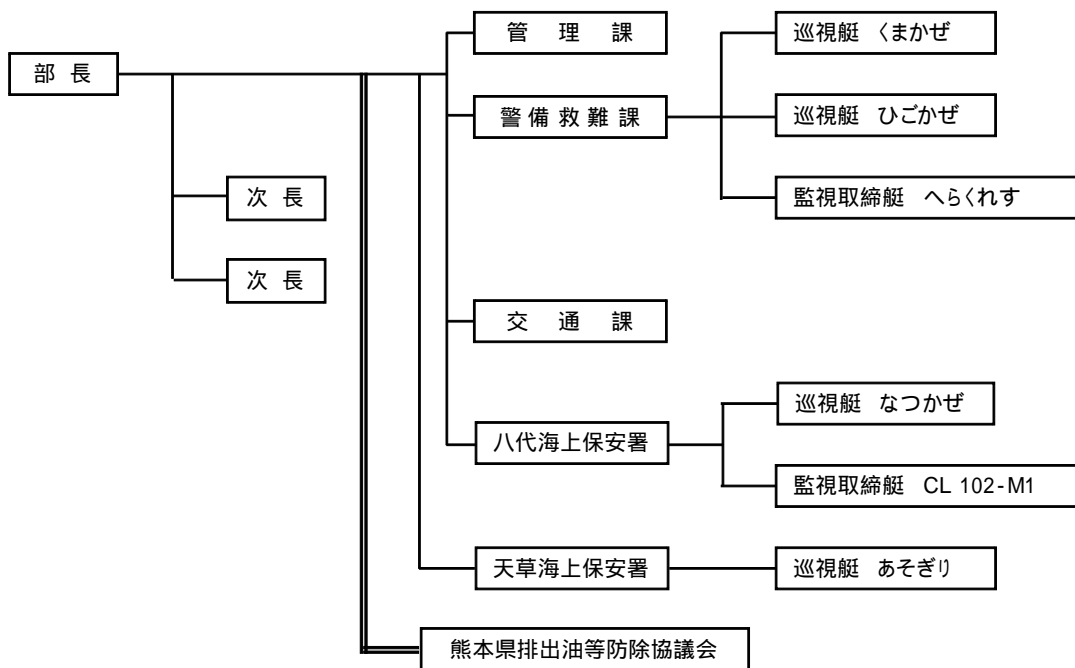 部 長
次 長
次 長
管 理 課
警 備 救 難 課
交 通 課
八代海上保安署
天草海上保安署
熊本県排出油等防除協議会
巡視艇 くまかぜ
巡視艇 ひごかぜ
監視取締艇 へらくれす
巡視艇 なつかぜ
監視取締艇 CL 102-M1
巡視艇 あそぎり